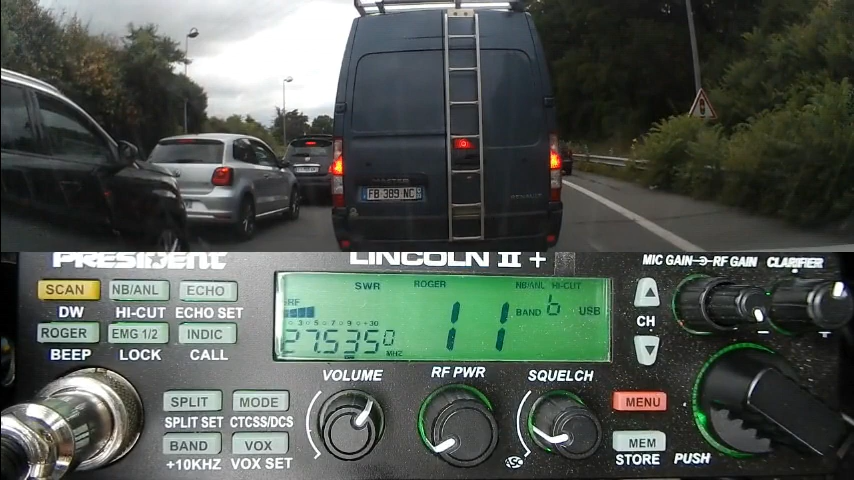 FB 389 NC
PRESIDENT
LINCOLN II +
MIC GAIN RF GAIN CLARIFIER
SCAN NB/ANL ECHO
DW HI-CUT ECHO SET
ROGER EMG 1/2 INDIC
BEEP LOCK CALL
SWR ROGER NB/ANL HI-CUT
RF
BAND 6 USB
11
27.5350 MHZ
CH
VOLUME RF PWR SQUELCH
SPLIT MODE
SPLIT SET CTCSS/DCS
BAND VOX
+10KHZ VOX SET
ASC
MENU
MEM
STORE PUSH